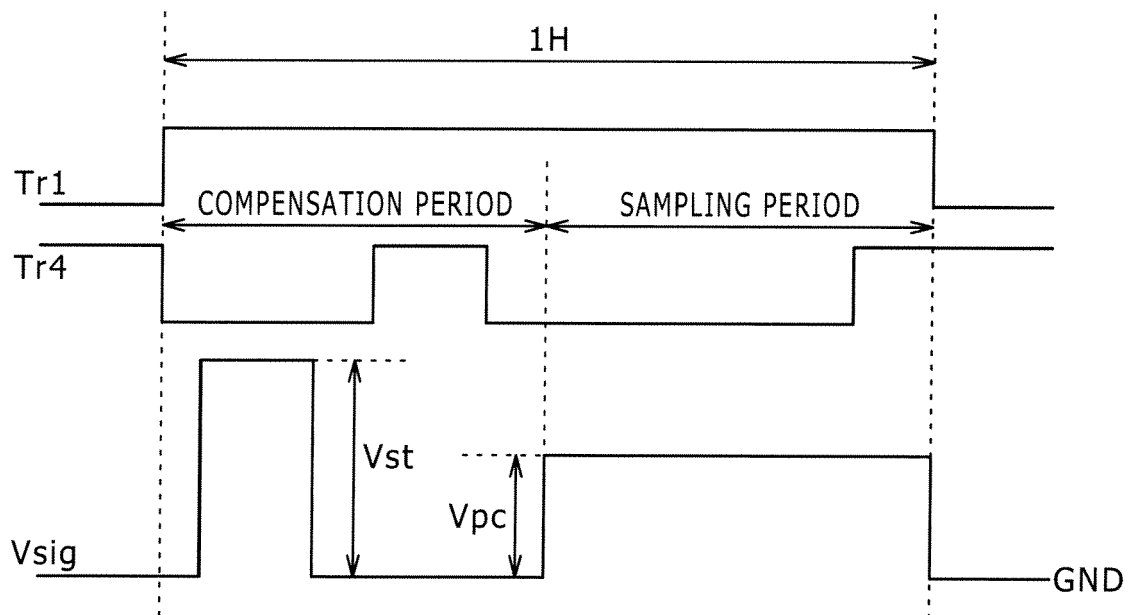 1H
Tr1
COMPENSATION PERIOD
SAMPLING PERIOD
Tr4
Vst
Vpc
Vsig
GND